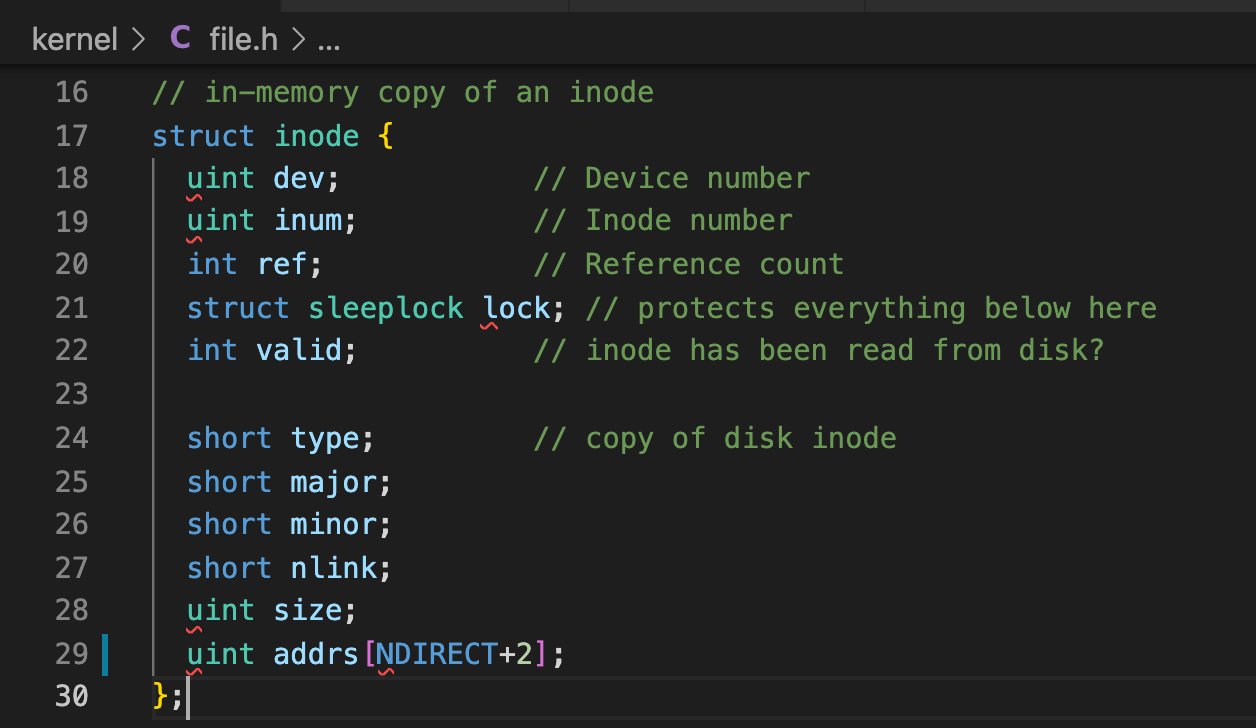 kernel > C file.h > ...
16 // in-memory copy of an inode
17 struct inode {
18 uint dev; // Device number
19 uint inum; // Inode number
20 int ref; // Reference count
21 struct sleeplock lock; // protects everything below here
22 int valid; // inode has been read from disk?
23
24 short type; // copy of disk inode
25 short major;
26 short minor;
27 short nlink;
28 uint size;
29 uint addrs[NDIRECT+2];
30 };